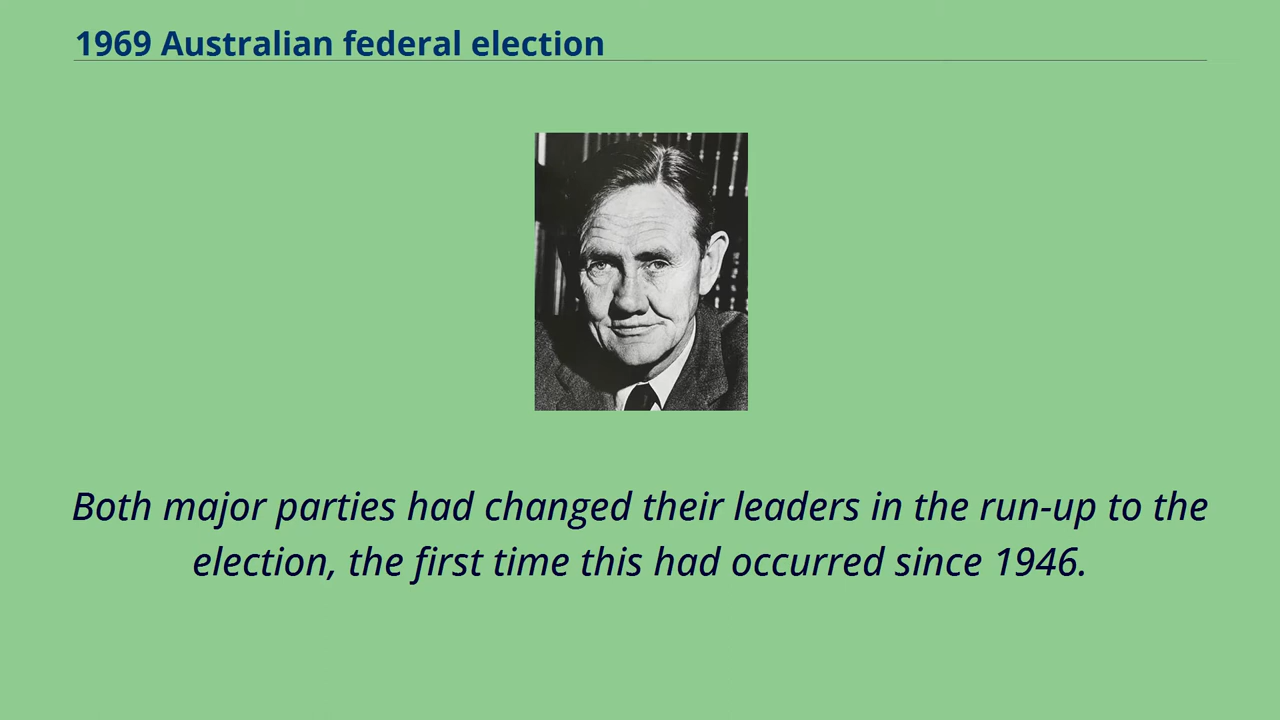 1969 Australian federal election
Both major parties had changed their leaders in the run-up to the
election, the first time this had occurred since 1946.